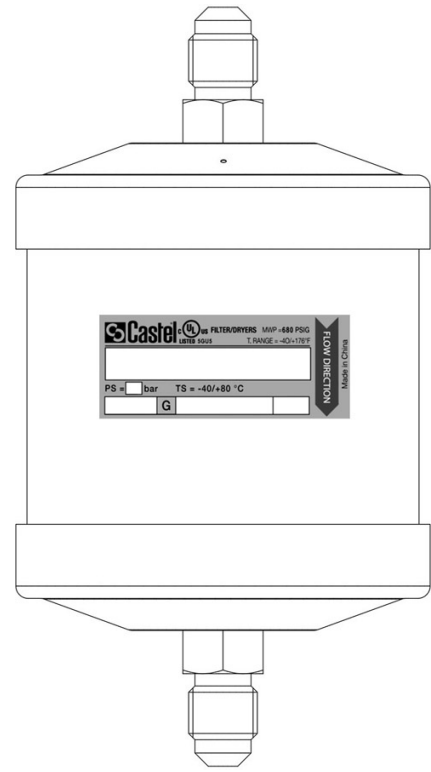 Castel c UL us FILTER/DRYERS MWP =680 PSIG
LISTED SGUS T. RANGE = -40/+176°F
PS = bar TS = -40/+80 °C
G
FLOW DIRECTION
Made in China